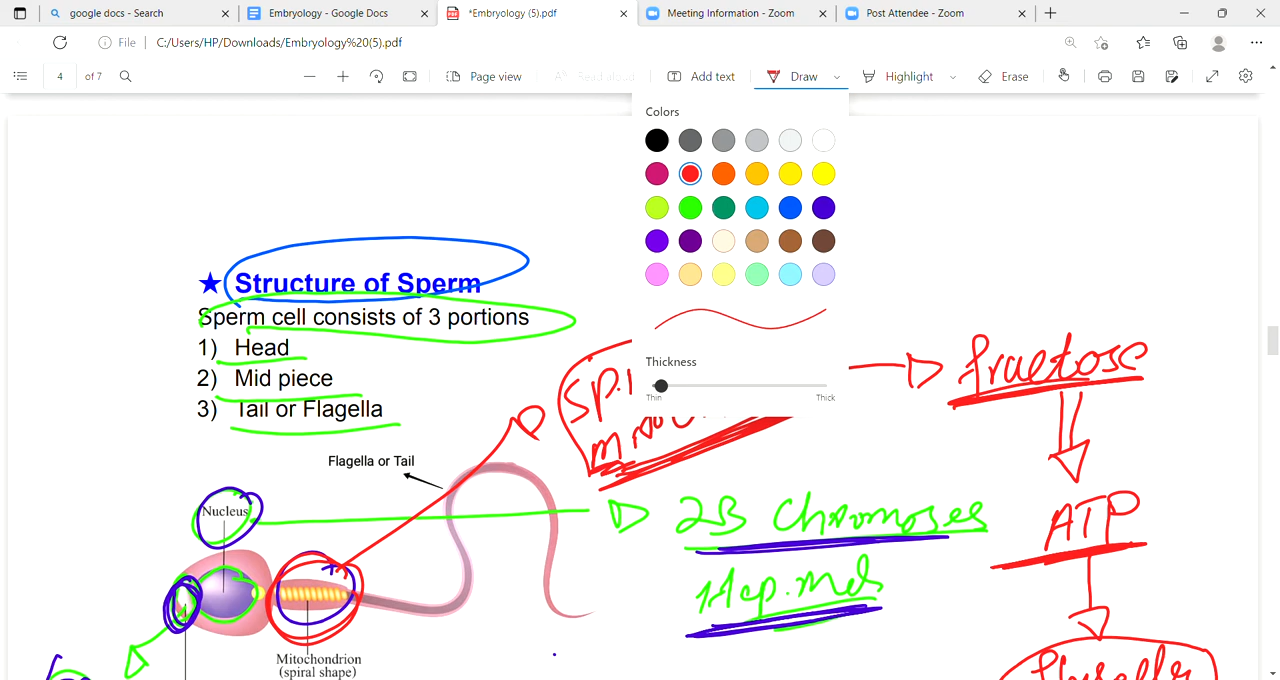 google docs - Search
Embryology - Google Docs
*Embryology (5).pdf
Meeting Information - Zoom
Post Attendee - Zoom
File
C:/Users/HP/Downloads/Embryology%20(5).pdf
4 of 7
Page view
Read aloud
Add text
Draw
Highlight
Erase
Colors
Thickness
Thin
Thick
★ Structure of Sperm
Sperm cell consists of 3 portions
1) Head
2) Mid piece
3) Tail or Flagella
fructose
Flagella or Tail
Nucleus
23 Chromoses
ATP
Mitochondrion
(spiral shape)